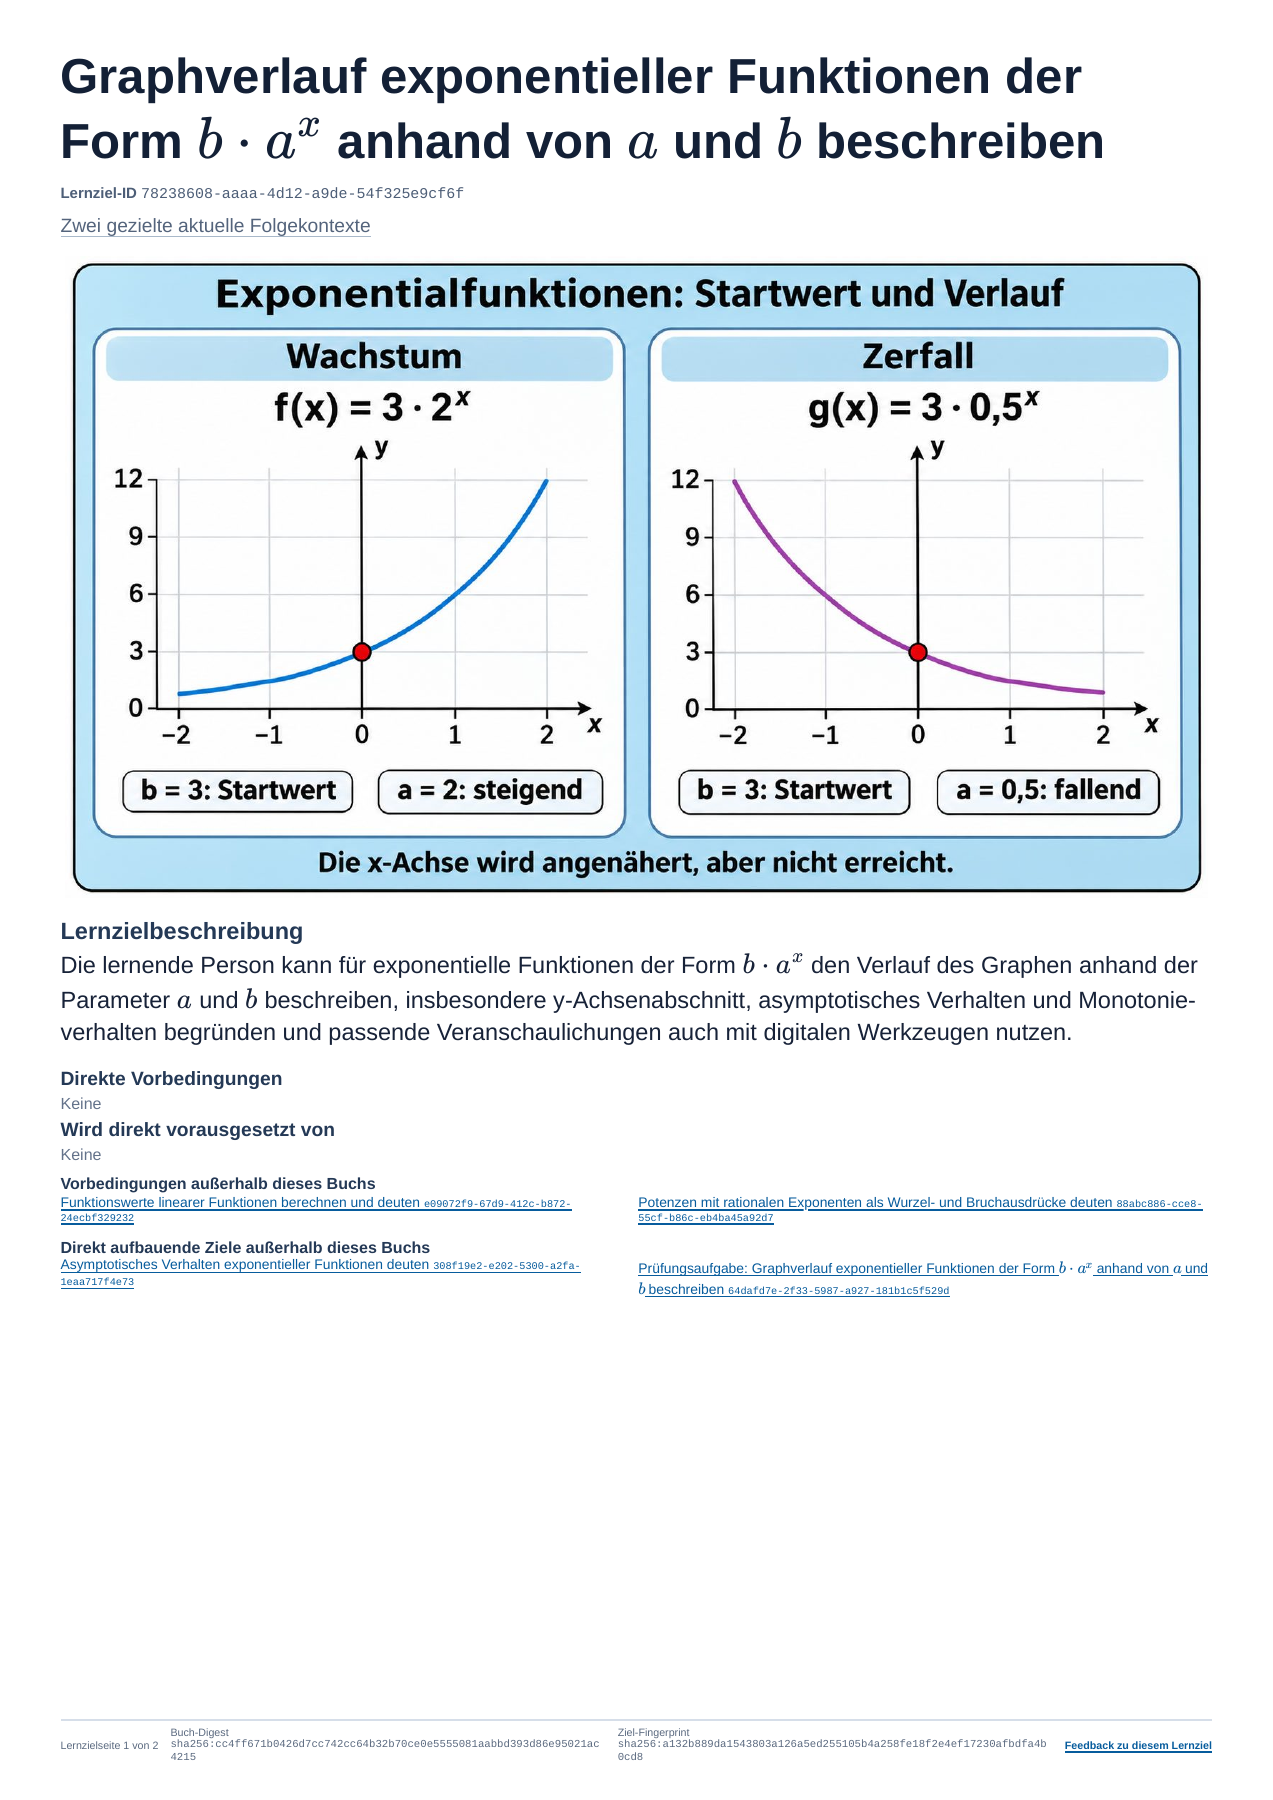 Graphverlauf exponentieller Funktionen der
Form b · a^x anhand von a und b beschreiben
Lernziel-ID 78238608-aaaa-4d12-a9de-54f325e9cf6f
Zwei gezielte aktuelle Folgekontexte
Exponentialfunktionen: Startwert und Verlauf
Wachstum
f(x) = 3 · 2^x
y
12
9
6
3
0
−2 −1 0 1 2 x
b = 3: Startwert
a = 2: steigend
Zerfall
g(x) = 3 · 0,5^x
y
12
9
6
3
0
−2 −1 0 1 2 x
b = 3: Startwert
a = 0,5: fallend
Die x-Achse wird angenähert, aber nicht erreicht.
Lernzielbeschreibung
Die lernende Person kann für exponentielle Funktionen der Form b · a^x den Verlauf des Graphen anhand der
Parameter a und b beschreiben, insbesondere y-Achsenabschnitt, asymptotisches Verhalten und Monotonie-
verhalten begründen und passende Veranschaulichungen auch mit digitalen Werkzeugen nutzen.
Direkte Vorbedingungen
Keine
Wird direkt vorausgesetzt von
Keine
Vorbedingungen außerhalb dieses Buchs
Funktionswerte linearer Funktionen berechnen und deuten e09072f9-67d9-412c-b872-
24ecbf329232
Potenzen mit rationalen Exponenten als Wurzel- und Bruchausdrücke deuten 88abc886-cce8-
55cf-b86c-eb4ba45a92d7
Direkt aufbauende Ziele außerhalb dieses Buchs
Asymptotisches Verhalten exponentieller Funktionen deuten 308f19e2-e202-5300-a2fa-
1eaa717f4e73
Prüfungsaufgabe: Graphverlauf exponentieller Funktionen der Form b · a^x anhand von a und
b beschreiben 64dafd7e-2f33-5987-a927-181b1c5f529d
Lernzielseite 1 von 2
Buch-Digest
sha256:cc4ff671b0426d7cc742cc64b32b70ce0e5555081aabbd393d86e95021ac
4215
Ziel-Fingerprint
sha256:a132b889da1543803a126a5ed255105b4a258fe18f2e4ef17230afbdfa4b
0cd8
Feedback zu diesem Lernziel